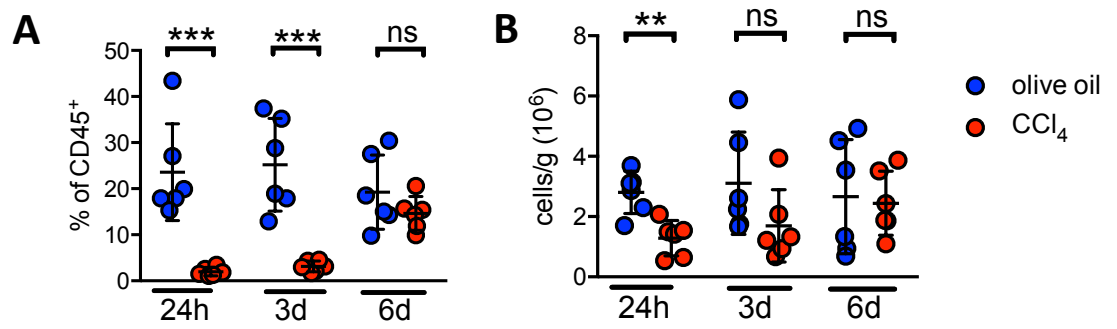 A
% of CD45⁺
50
40
30
20
10
0
***
***
ns
24h
3d
6d
B
cells/g (10⁶)
8
6
4
2
0
**
ns
ns
24h
3d
6d
olive oil
CCl₄